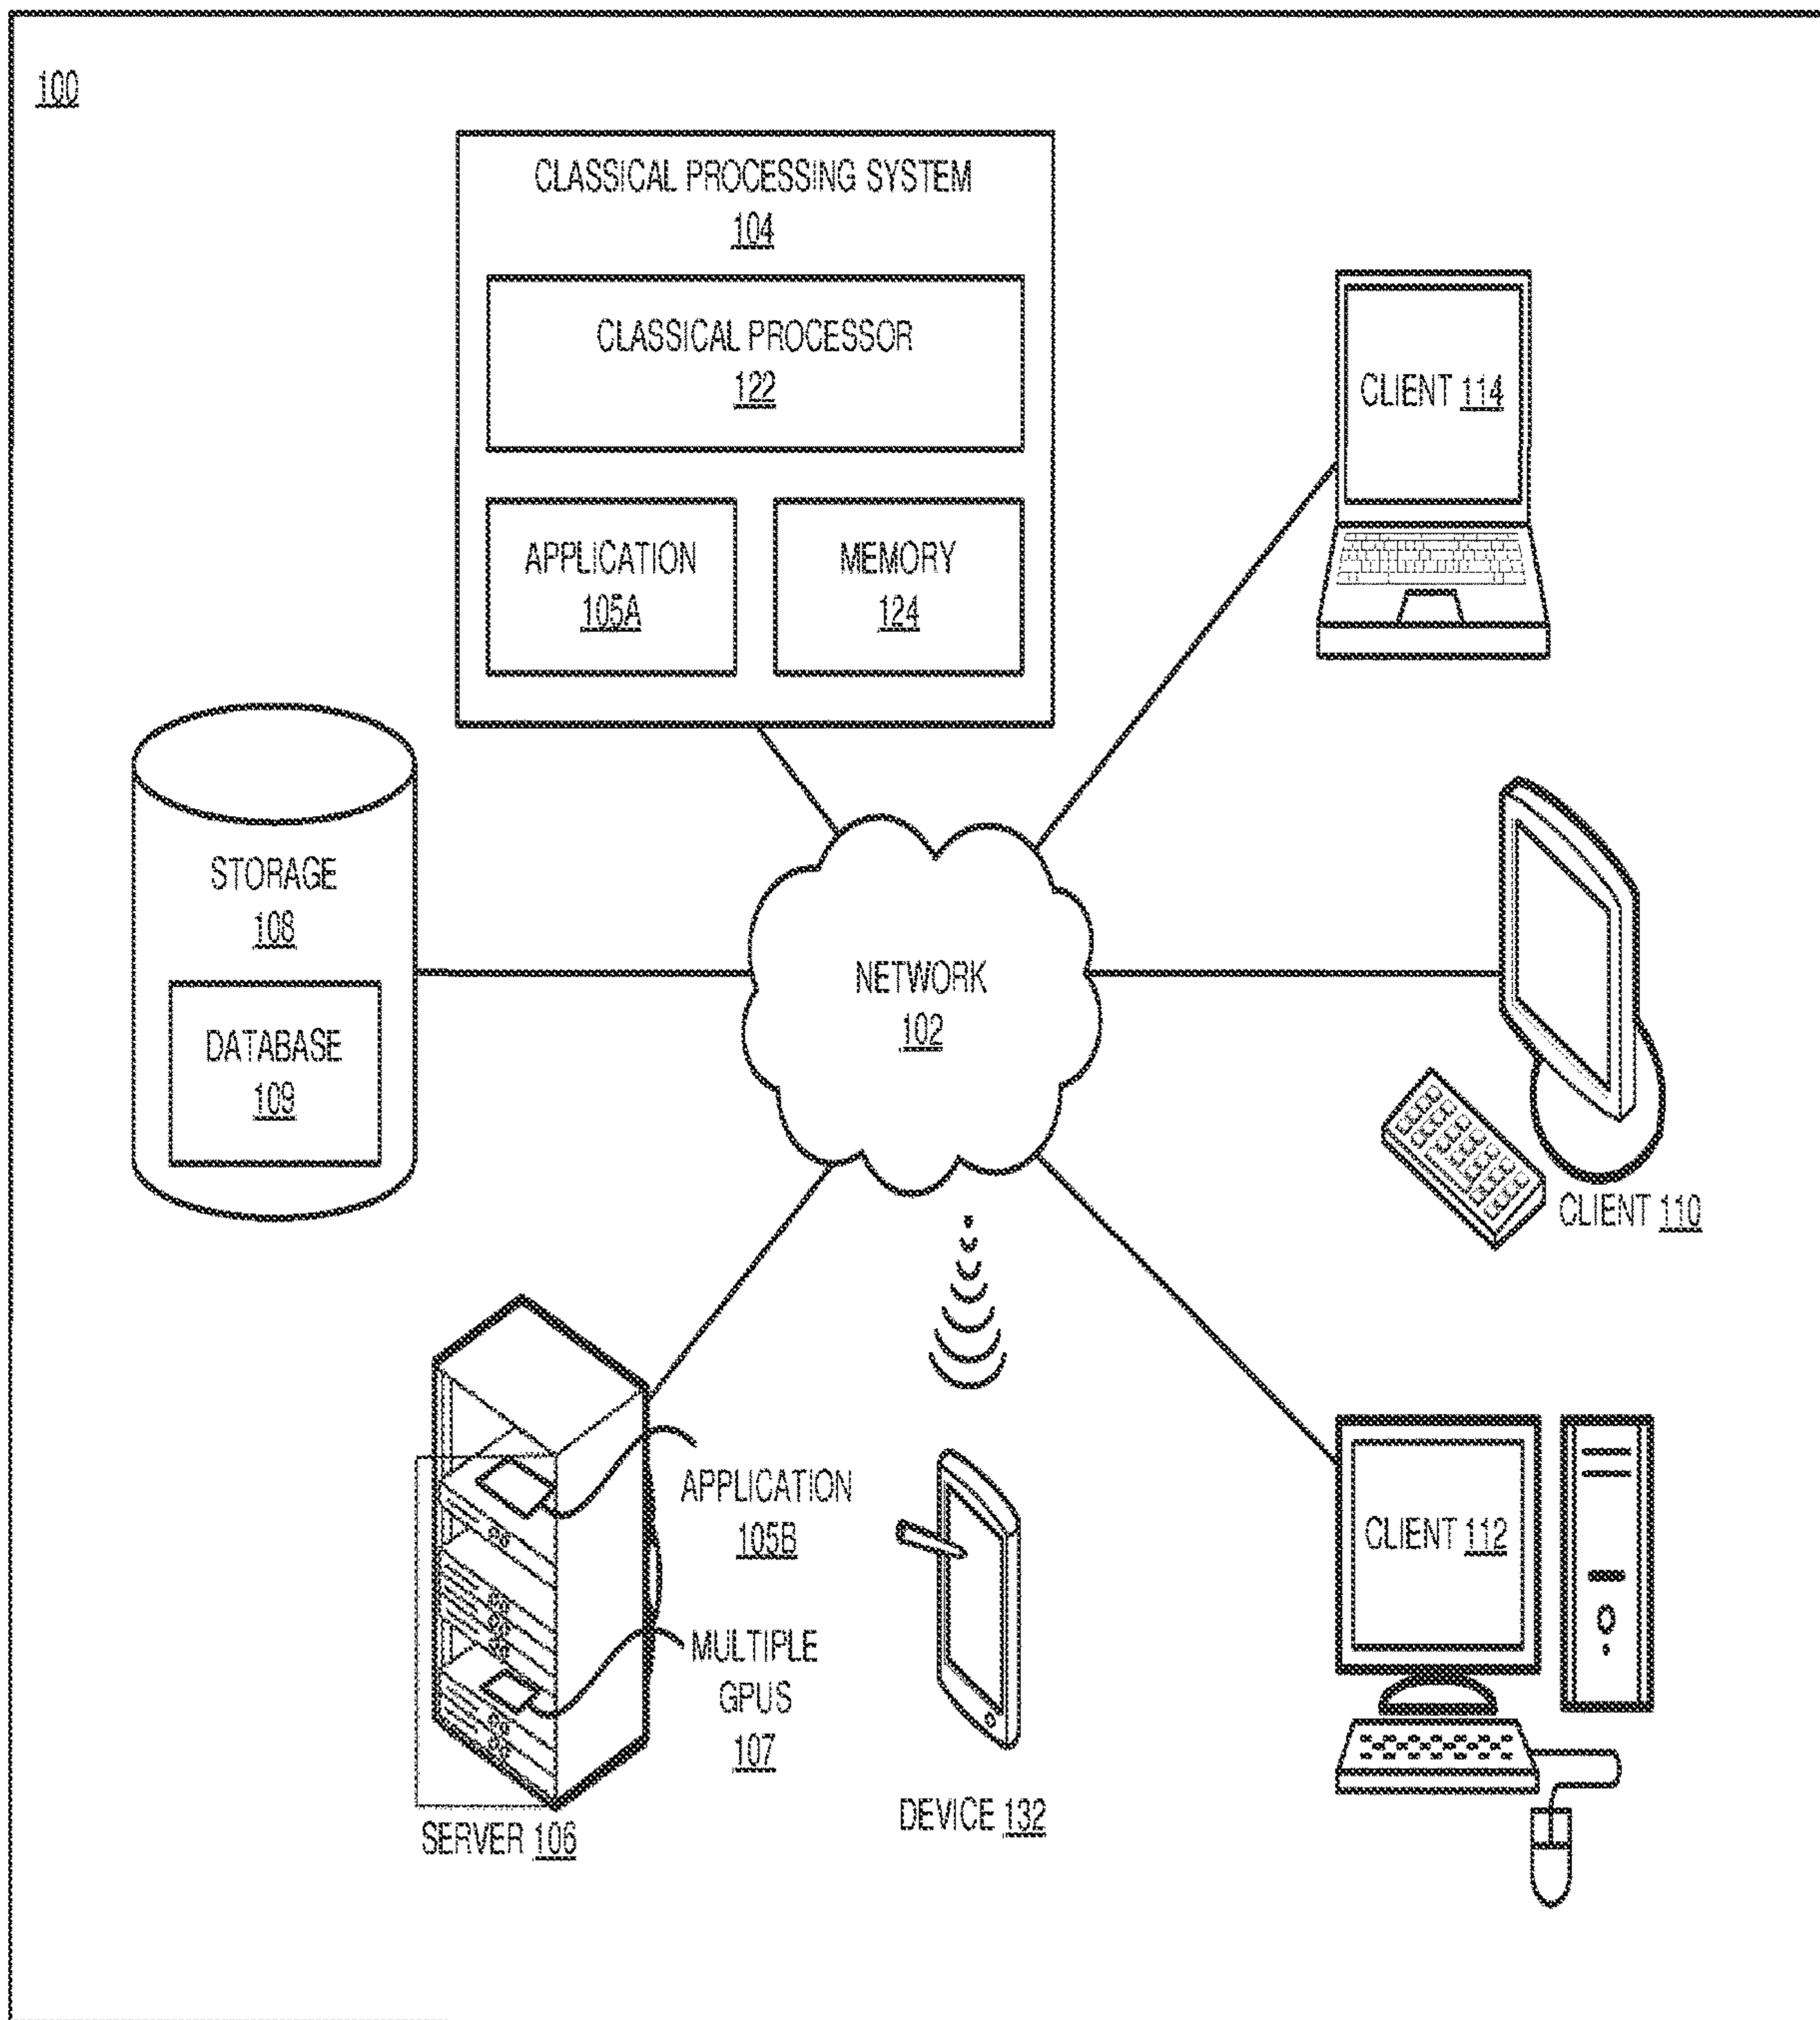 100
CLASSICAL PROCESSING SYSTEM
104
CLASSICAL PROCESSOR
122
APPLICATION
105A
MEMORY
124
CLIENT 114
STORAGE
108
DATABASE
109
NETWORK
102
CLIENT 110
APPLICATION
105B
MULTIPLE
GPUS
107
SERVER 106
DEVICE 132
CLIENT 112